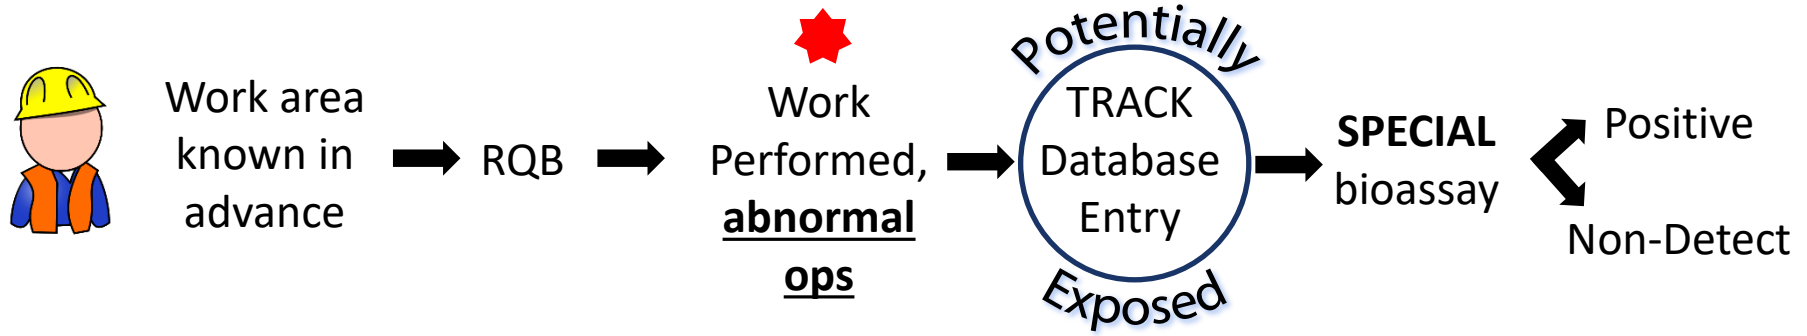 Work area
known in
advance
RQB
Work
Performed,
abnormal
ops
Potentially
TRACK
Database
Entry
Exposed
SPECIAL
bioassay
Positive
Non-Detect